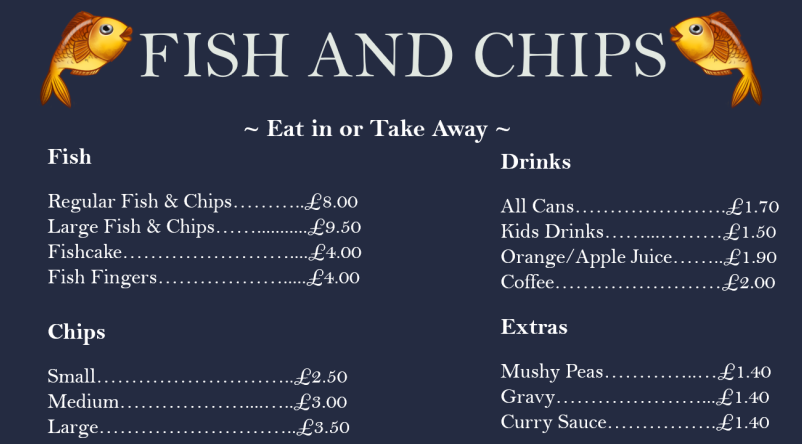 FISH AND CHIPS
~ Eat in or Take Away ~
Fish
Regular Fish & Chips………..£8.00
Large Fish & Chips……...........£9.50
Fishcake……………………....£4.00
Fish Fingers……………….....£4.00
Chips
Small………………………..£2.50
Medium………………....…..£3.00
Large………………………..£3.50
Drinks
All Cans………………….£1.70
Kids Drinks……...………£1.50
Orange/Apple Juice……..£1.90
Coffee……………………£2.00
Extras
Mushy Peas…………..…£1.40
Gravy…………………...£1.40
Curry Sauce…………….£1.40